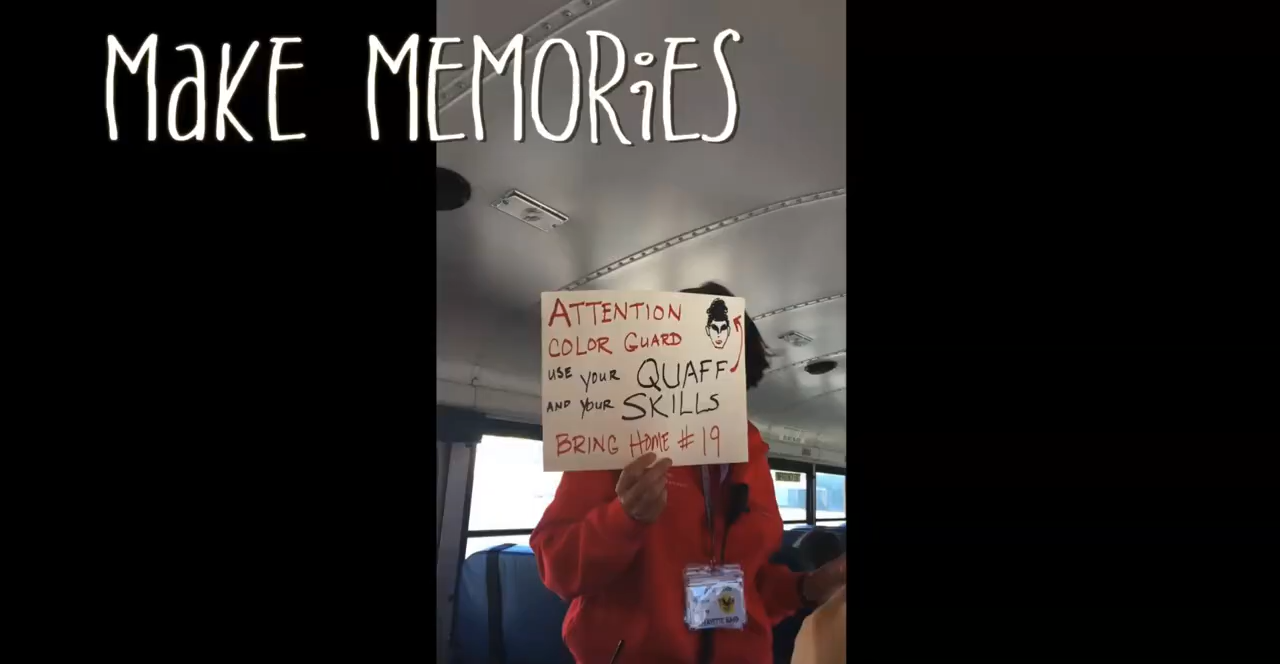 MaKE MEMORiES
ATTENTION
COLOR GUARD
USE YOUR QUAFF
AND YOUR SKILLS
BRING HOME #19